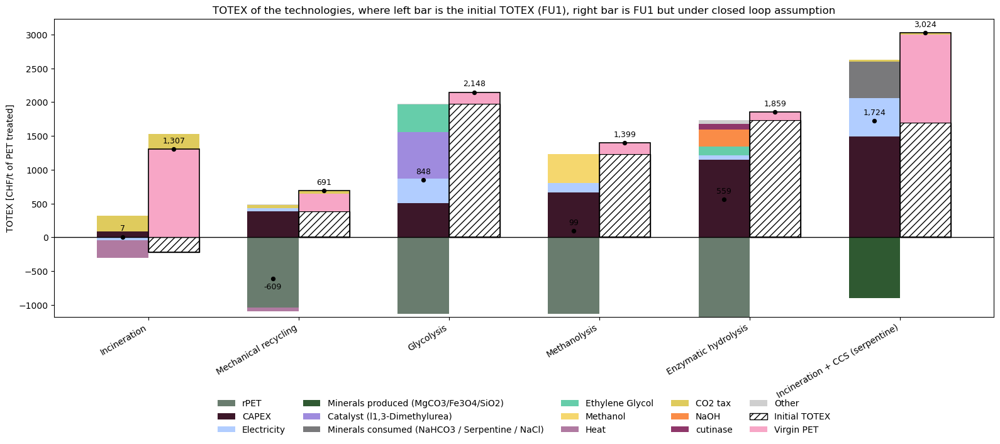 TOTEX of the technologies, where left bar is the initial TOTEX (FU1), right bar is FU1 but under closed loop assumption
TOTEX [CHF/t of PET treated]
3000
2500
2000
1500
1000
500
0
−500
−1000
7
1,307
-609
691
848
2,148
99
1,399
559
1,859
1,724
3,024
Incineration
Mechanical recycling
Glycolysis
Methanolysis
Enzymatic hydrolysis
Incineration + CCS (serpentine)
rPET
CAPEX
Electricity
Minerals produced (MgCO3/Fe3O4/SiO2)
Catalyst (l1,3-Dimethylurea)
Minerals consumed (NaHCO3 / Serpentine / NaCl)
Ethylene Glycol
Methanol
Heat
CO2 tax
NaOH
cutinase
Other
Initial TOTEX
Virgin PET